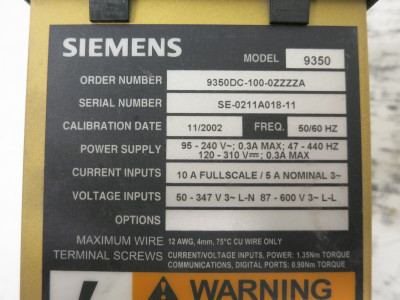 SIEMENS
MODEL 9350
ORDER NUMBER 9350DC-100-0ZZZZA
SERIAL NUMBER SE-0211A018-11
CALIBRATION DATE 11/2002 FREQ. 50/60 HZ
POWER SUPPLY 95 - 240 V~; 0.3A MAX; 47 - 440 HZ
120 - 310 V⎓; 0.3A MAX
CURRENT INPUTS 10 A FULLSCALE / 5 A NOMINAL 3~
VOLTAGE INPUTS 50 - 347 V 3~ L-N 87 - 600 V 3~ L-L
OPTIONS
MAXIMUM WIRE 12 AWG, 4mm, 75°C CU WIRE ONLY
TERMINAL SCREWS CURRENT/VOLTAGE INPUTS, POWER: 1.35Nm TORQUE
COMMUNICATIONS, DIGITAL PORTS: 0.90Nm TORQUE
WARNING